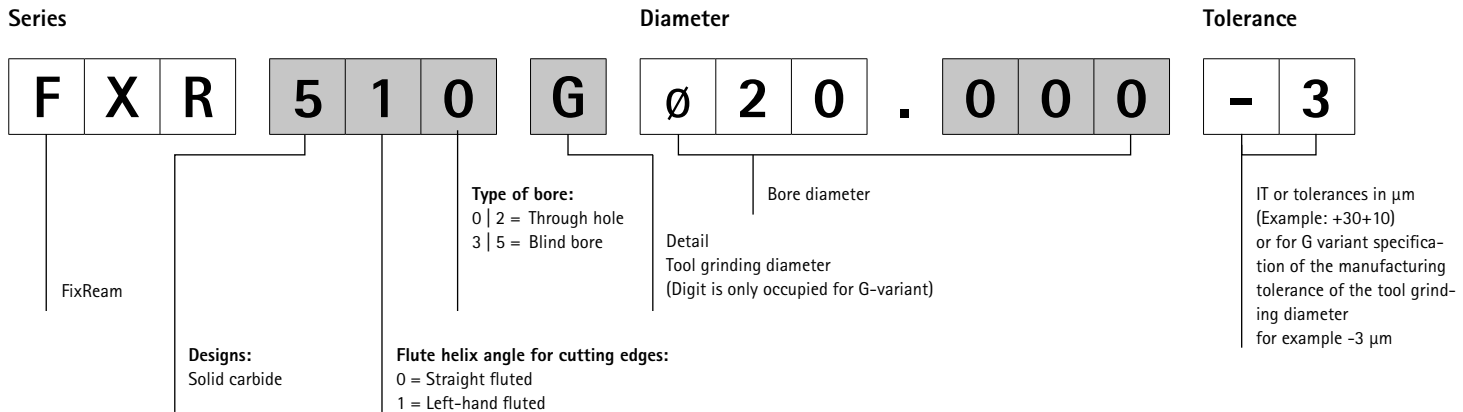 Series Diameter Tolerance
F X R 5 1 0 G ø 2 0 . 0 0 0 - 3
Type of bore:
0 | 2 = Through hole
3 | 5 = Blind bore
Bore diameter
IT or tolerances in µm
(Example: +30+10)
or for G variant specifica-
tion of the manufacturing
tolerance of the tool grind-
ing diameter
for example -3 µm
Detail
Tool grinding diameter
(Digit is only occupied for G-variant)
FixReam
Designs:
Solid carbide
Flute helix angle for cutting edges:
0 = Straight fluted
1 = Left-hand fluted